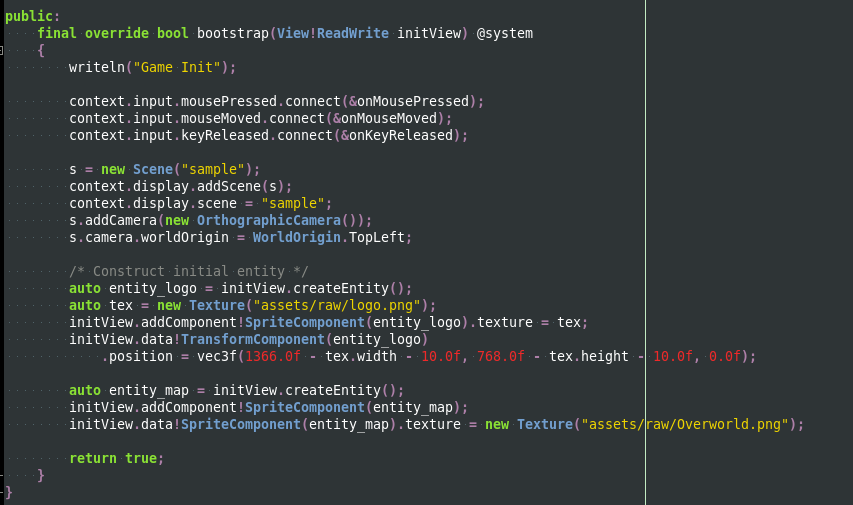 public:
    final override bool bootstrap(View!ReadWrite initView) @system
    {
        writeln("Game Init");

        context.input.mousePressed.connect(&onMousePressed);
        context.input.mouseMoved.connect(&onMouseMoved);
        context.input.keyReleased.connect(&onKeyReleased);

        s = new Scene("sample");
        context.display.addScene(s);
        context.display.scene = "sample";
        s.addCamera(new OrthographicCamera());
        s.camera.worldOrigin = WorldOrigin.TopLeft;

        /* Construct initial entity */
        auto entity_logo = initView.createEntity();
        auto tex = new Texture("assets/raw/logo.png");
        initView.addComponent!SpriteComponent(entity_logo).texture = tex;
        initView.data!TransformComponent(entity_logo)
            .position = vec3f(1366.0f - tex.width - 10.0f, 768.0f - tex.height - 10.0f, 0.0f);

        auto entity_map = initView.createEntity();
        initView.addComponent!SpriteComponent(entity_map);
        initView.data!SpriteComponent(entity_map).texture = new Texture("assets/raw/Overworld.png");

        return true;
    }
}